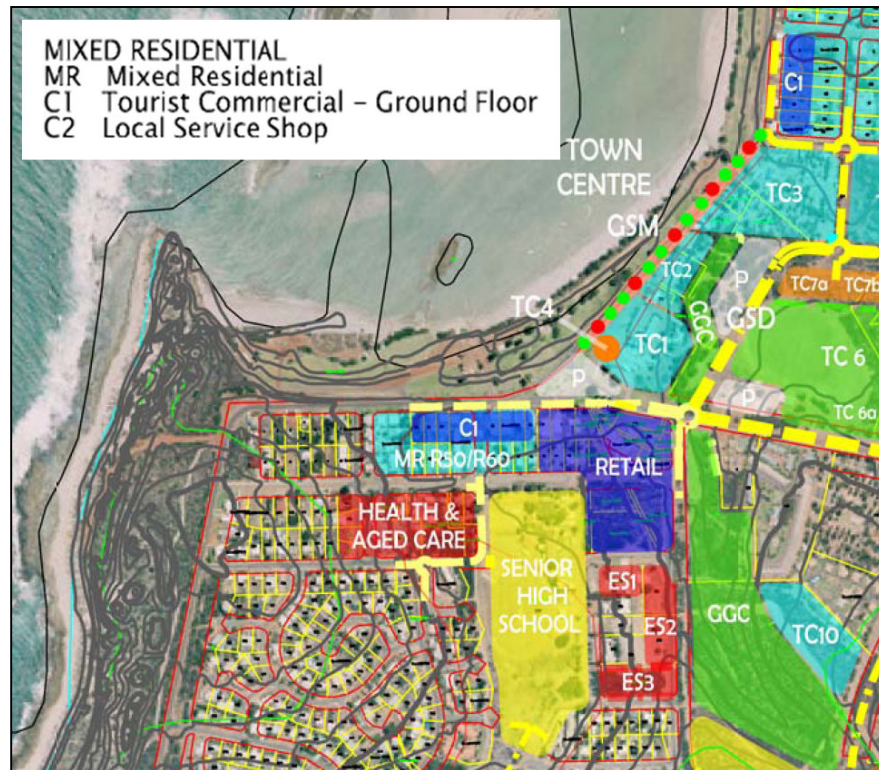 MIXED RESIDENTIAL
MR Mixed Residential
C1 Tourist Commercial – Ground Floor
C2 Local Service Shop
C1
TOWN
CENTRE
TC3
GSM
TC2
P
TC7a
TC7b
TC4
GGC
GSD
TC1
TC 6
P
P
TC 6a
C1
MR R50/R60
RETAIL
HEALTH &
AGED CARE
SENIOR
HIGH
SCHOOL
ES1
ES2
GGC
TC10
ES3